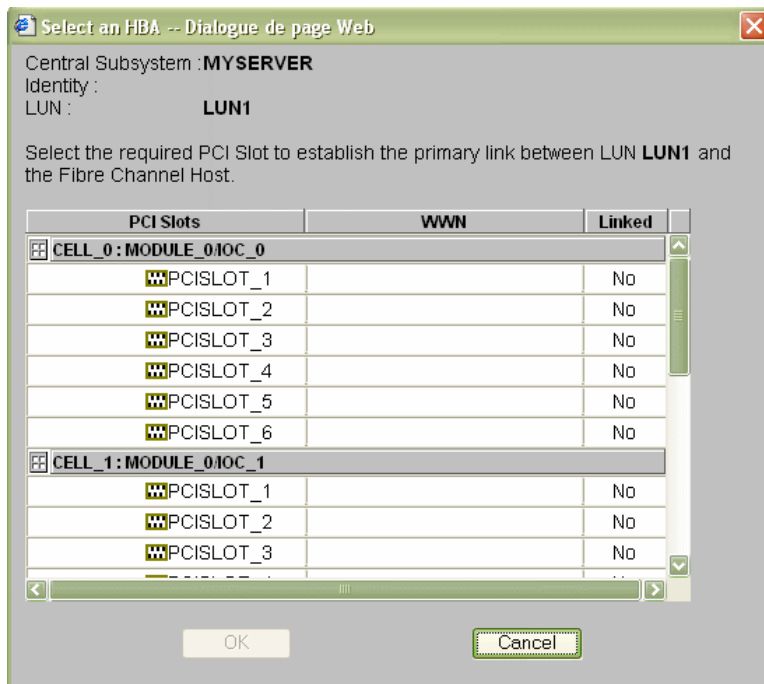 Select an HBA -- Dialogue de page Web
Central Subsystem : MYSERVER
Identity :
LUN : LUN1
Select the required PCI Slot to establish the primary link between LUN LUN1 and
the Fibre Channel Host.
PCI Slots WWN Linked
CELL_0 : MODULE_0/IOC_0
PCISLOT_1 No
PCISLOT_2 No
PCISLOT_3 No
PCISLOT_4 No
PCISLOT_5 No
PCISLOT_6 No
CELL_1 : MODULE_0/IOC_1
PCISLOT_1 No
PCISLOT_2 No
PCISLOT_3 No
OK Cancel